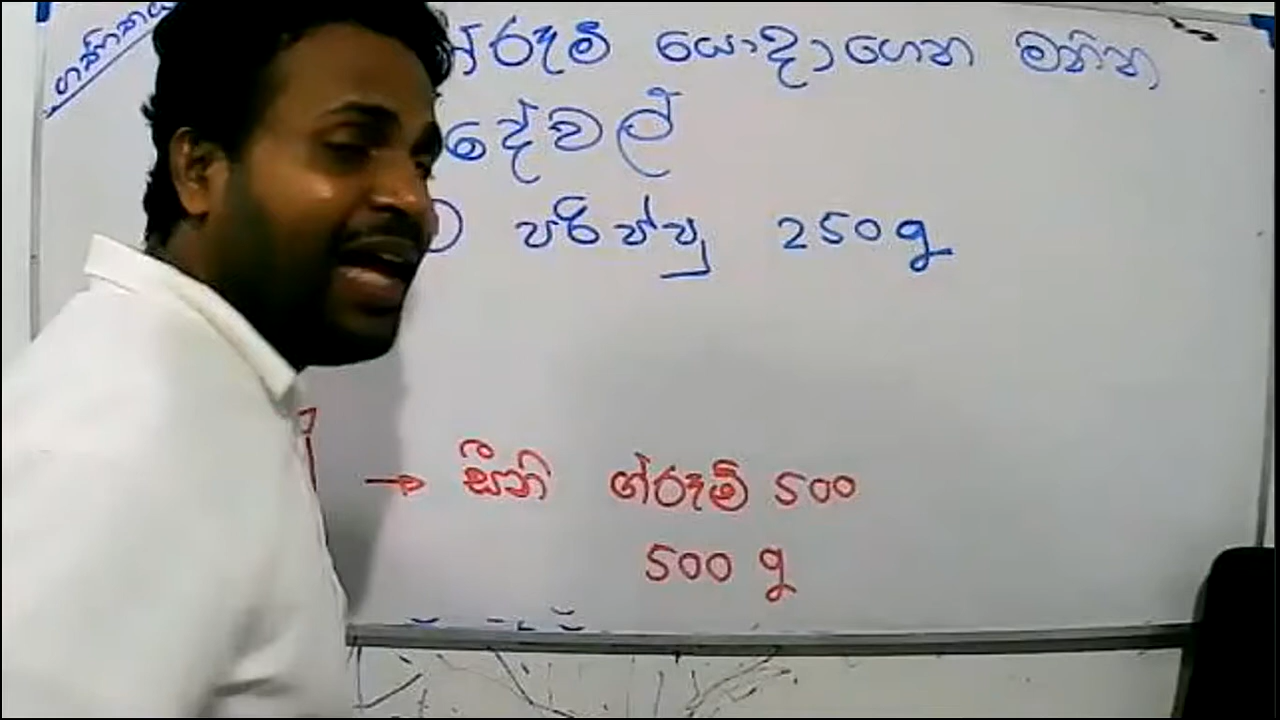 ග්රෑම් යොදාගෙන මනින
දේවල්
පරිප්පු 250g
→ සීනි ග්රෑම් 500
500 g